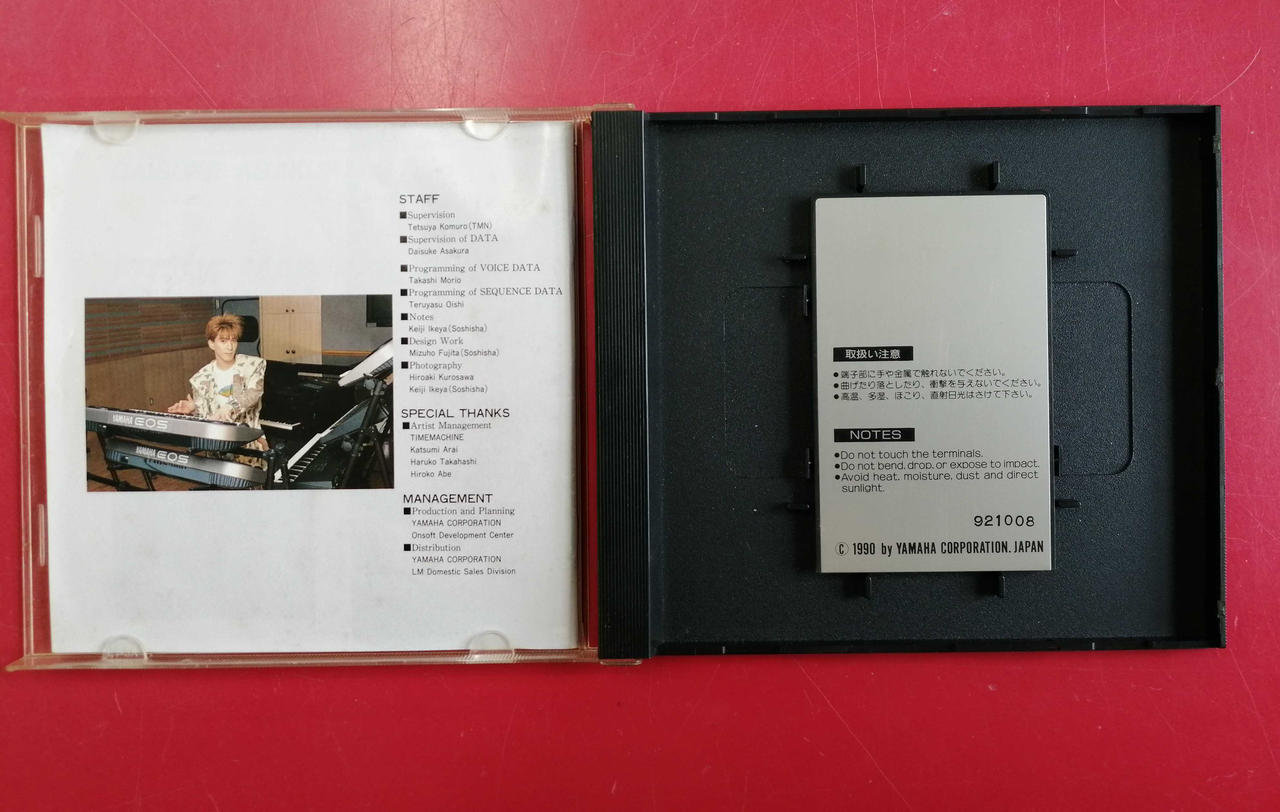 STAFF
■Supervision
Tetsuya Komuro(TMN)
■Supervision of DATA
Daisuke Asakura
■Programming of VOICE DATA
Takashi Morio
■Programming of SEQUENCE DATA
Teruyasu Oishi
■Notes
Keiji Ikeya(Soshisha)
■Design Work
Mizuho Fujita(Soshisha)
■Photography
Hiroaki Kurosawa
Keiji Ikeya(Soshisha)
SPECIAL THANKS
■Artist Management
TIMEMACHINE
Katsumi Arai
Haruko Takahashi
Hiroko Abe
MANAGEMENT
■Production and Planning
YAMAHA CORPORATION
Onsoft Development Center
■Distribution
YAMAHA CORPORATION
LM Domestic Sales Division
YAMAHA EOS
YAMAHA EOS
取扱い注意
●端子部に手や金属で触れないでください。
●曲げたり落としたり、衝撃を与えないでください。
●高温、多湿、ほこり、直射日光はさけて下さい。
NOTES
●Do not touch the terminals.
●Do not bend, drop, or expose to impact.
●Avoid heat, moisture, dust and direct
sunlight.
921008
© 1990 by YAMAHA CORPORATION. JAPAN